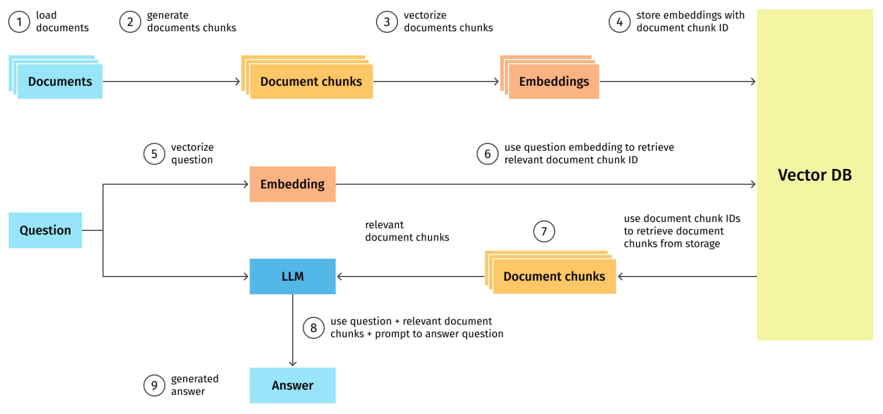 1
load
documents
2
generate
documents chunks
3
vectorize
documents chunks
4
store embeddings with
document chunk ID
Documents
Document chunks
Embeddings
Vector DB
5
vectorize
question
6
use question embedding to retrieve
relevant document chunk ID
Embedding
Question
relevant
document chunks
7
use document chunk IDs
to retrieve document
chunks from storage
LLM
Document chunks
8
use question + relevant document
chunks + prompt to answer question
9
generated
answer
Answer